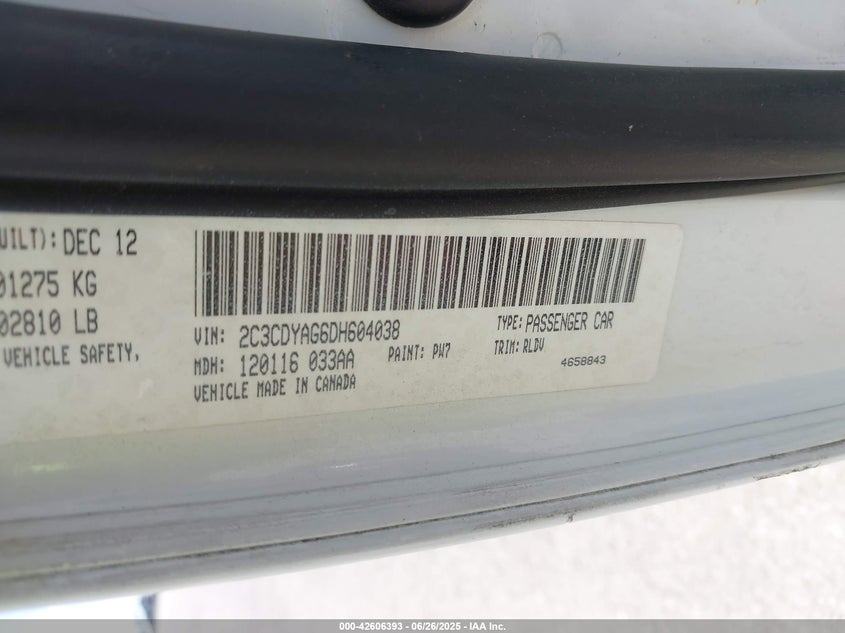 UILT): DEC 12
01275 KG
02810 LB
VEHICLE SAFETY,
VIN: 2C3CDYAG6DH604038
TYPE: PASSENGER CAR
MDH: 120116 033AA
PAINT: PW7
TRIM: RLDV
VEHICLE MADE IN CANADA
4658843
000-42606393 | 06/26/2025 - IAA Inc.